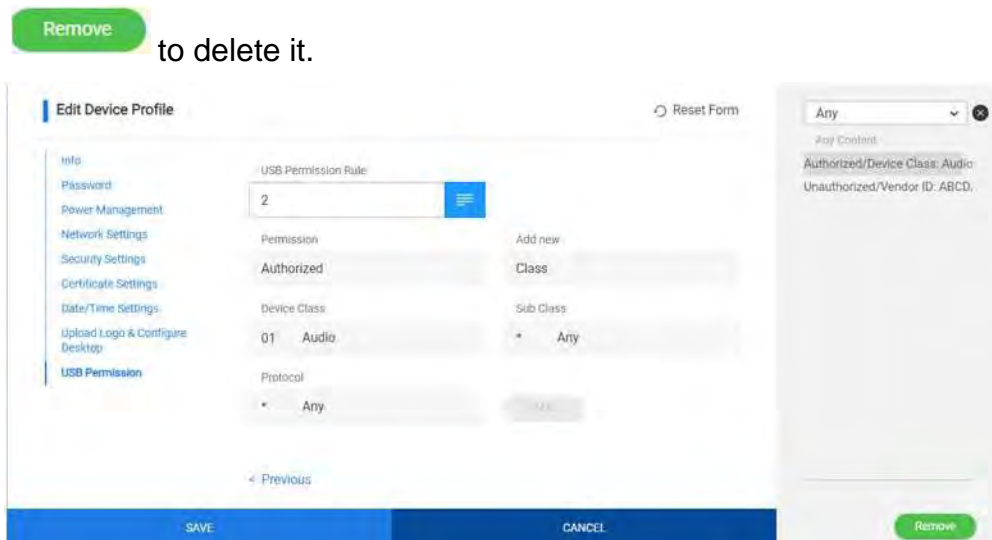 Remove to delete it.
Edit Device Profile
Reset Form
Info
Password
Power Management
Network Settings
Security Settings
Certificate Settings
Date/Time Settings
Upload Logo & Configure
Desktop
USB Permission
USB Permission Rule
2
Permission
Add new
Authorized
Class
Device Class
Sub Class
01 Audio
* Any
Protocol
* Any
< Previous
SAVE
CANCEL
Any
Any Content
Authorized/Device Class: Audio
Unauthorized/Vendor ID: ABCD,
Remove